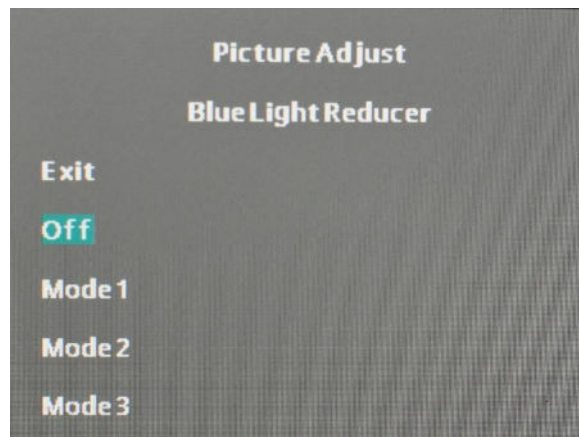 Picture Adjust
Blue Light Reducer
Exit
Off
Mode 1
Mode 2
Mode 3